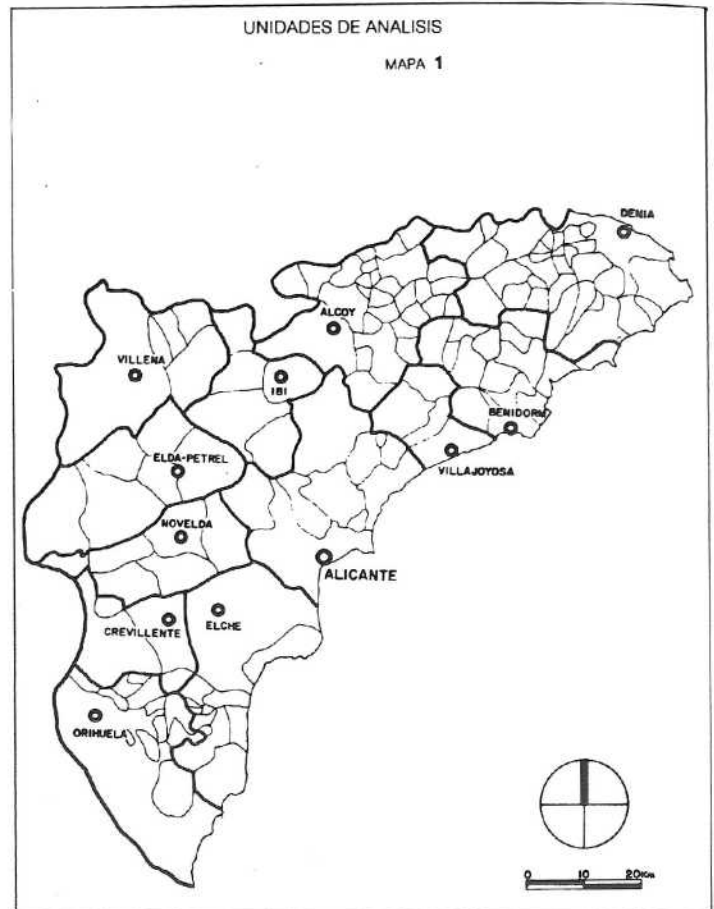 UNIDADES DE ANALISIS
MAPA 1
DENIA
ALCOY
VILLENA
IBI
BENIDORM
ELDA-PETREL
VILLAJOYOSA
NOVELDA
ALICANTE
CREVILLENTE
ELCHE
ORIHUELA
0 10 20Km